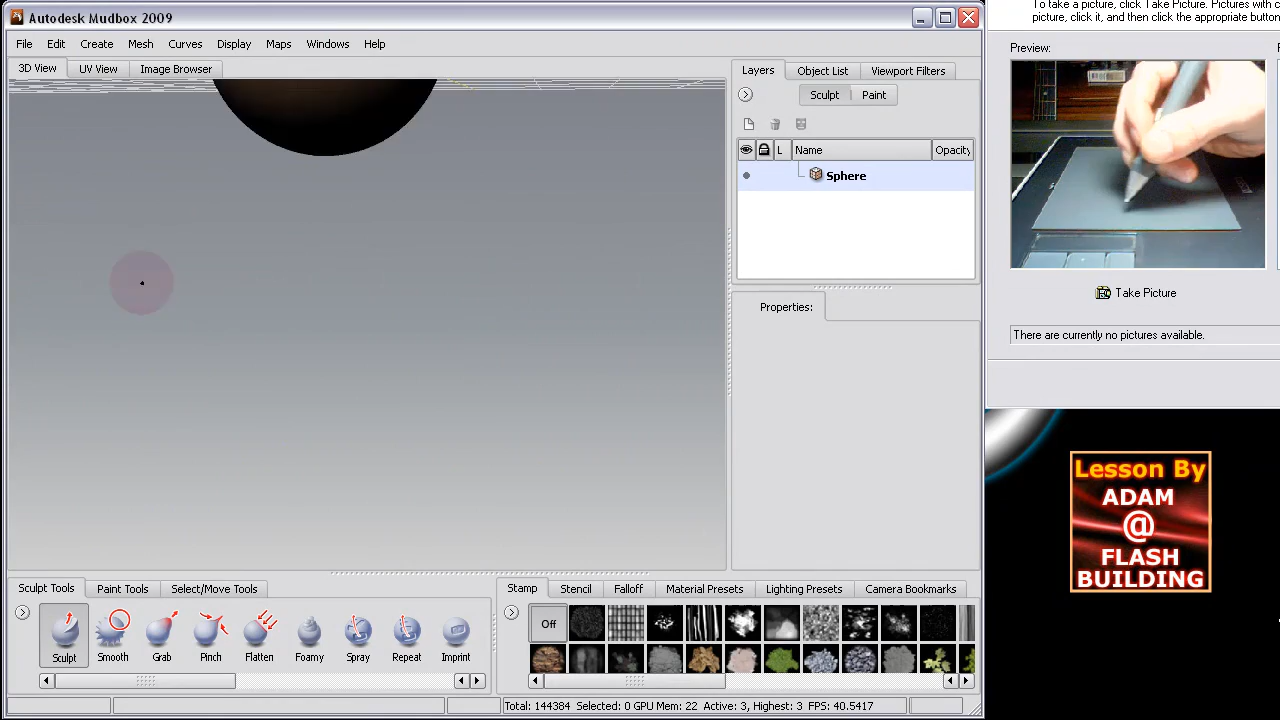 Autodesk Mudbox 2009
File Edit Create Mesh Curves Display Maps Windows Help
3D View UV View Image Browser
Layers Object List Viewport Filters
Sculpt Paint
L Name Opacity
Sphere
Properties:
Sculpt Tools Paint Tools Select/Move Tools
Sculpt Smooth Grab Pinch Flatten Foamy Spray Repeat Imprint
Stamp Stencil Falloff Material Presets Lighting Presets Camera Bookmarks
Off
Total: 144384 Selected: 0 GPU Mem: 22 Active: 3, Highest: 3 FPS: 40.5417
To take a picture, click Take Picture. Pictures with
picture, click it, and then click the appropriate
Preview:
Take Picture
There are currently no pictures available.
Lesson By
ADAM
@
FLASH
BUILDING